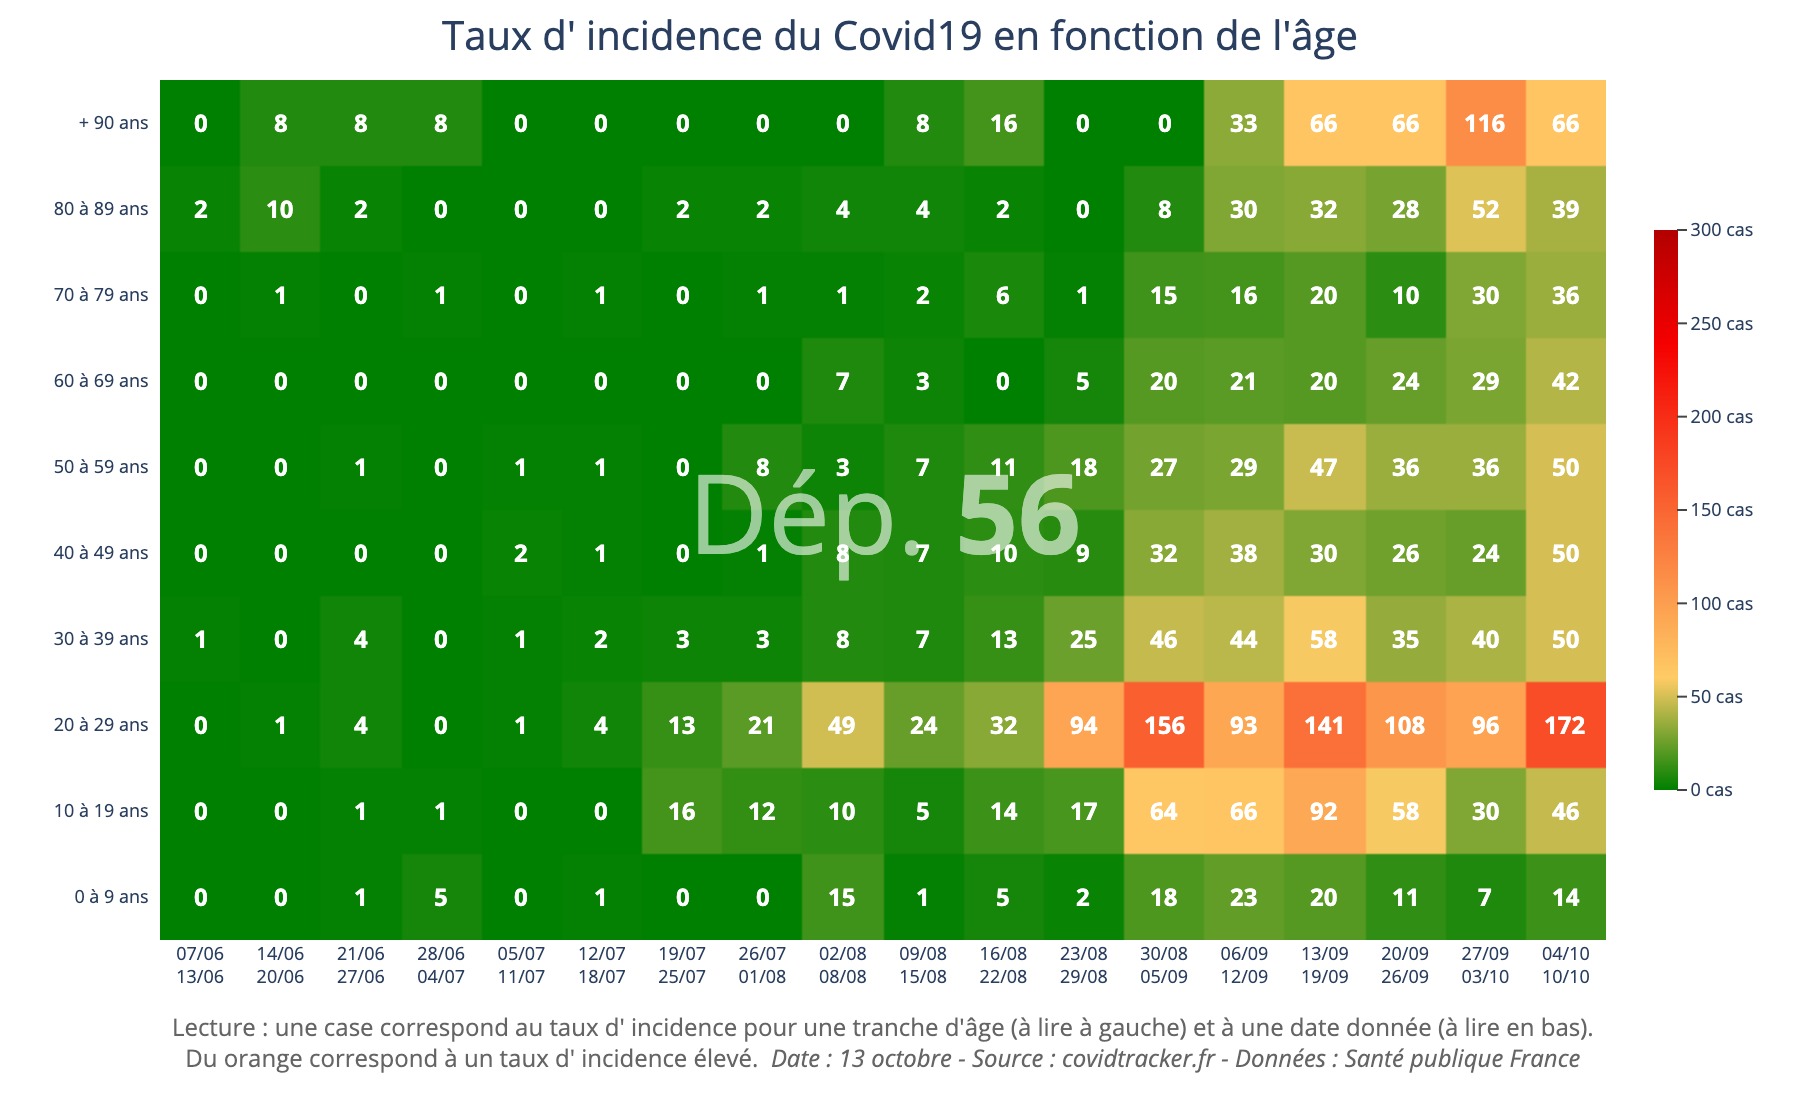 Taux d' incidence du Covid19 en fonction de l'âge
+ 90 ans 0 8 8 8 0 0 0 0 0 8 16 0 0 33 66 66 116 66
80 à 89 ans 2 10 2 0 0 0 2 2 4 4 2 0 8 30 32 28 52 39
70 à 79 ans 0 1 0 1 0 1 0 1 1 2 6 1 15 16 20 10 30 36
60 à 69 ans 0 0 0 0 0 0 0 0 7 3 0 5 20 21 20 24 29 42
50 à 59 ans 0 0 1 0 1 1 0 8 3 7 11 18 27 29 47 36 36 50
Dép. 56
40 à 49 ans 0 0 0 0 2 1 0 1 8 7 10 9 32 38 30 26 24 50
30 à 39 ans 1 0 4 0 1 2 3 3 8 7 13 25 46 44 58 35 40 50
20 à 29 ans 0 1 4 0 1 4 13 21 49 24 32 94 156 93 141 108 96 172
10 à 19 ans 0 0 1 1 0 0 16 12 10 5 14 17 64 66 92 58 30 46
0 à 9 ans 0 0 1 5 0 1 0 0 15 1 5 2 18 23 20 11 7 14
07/06 14/06 21/06 28/06 05/07 12/07 19/07 26/07 02/08 09/08 16/08 23/08 30/08 06/09 13/09 20/09 27/09 04/10
13/06 20/06 27/06 04/07 11/07 18/07 25/07 01/08 08/08 15/08 22/08 29/08 05/09 12/09 19/09 26/09 03/10 10/10
300 cas
250 cas
200 cas
150 cas
100 cas
50 cas
0 cas
Lecture : une case correspond au taux d' incidence pour une tranche d'âge (à lire à gauche) et à une date donnée (à lire en bas).
Du orange correspond à un taux d' incidence élevé. Date : 13 octobre - Source : covidtracker.fr - Données : Santé publique France